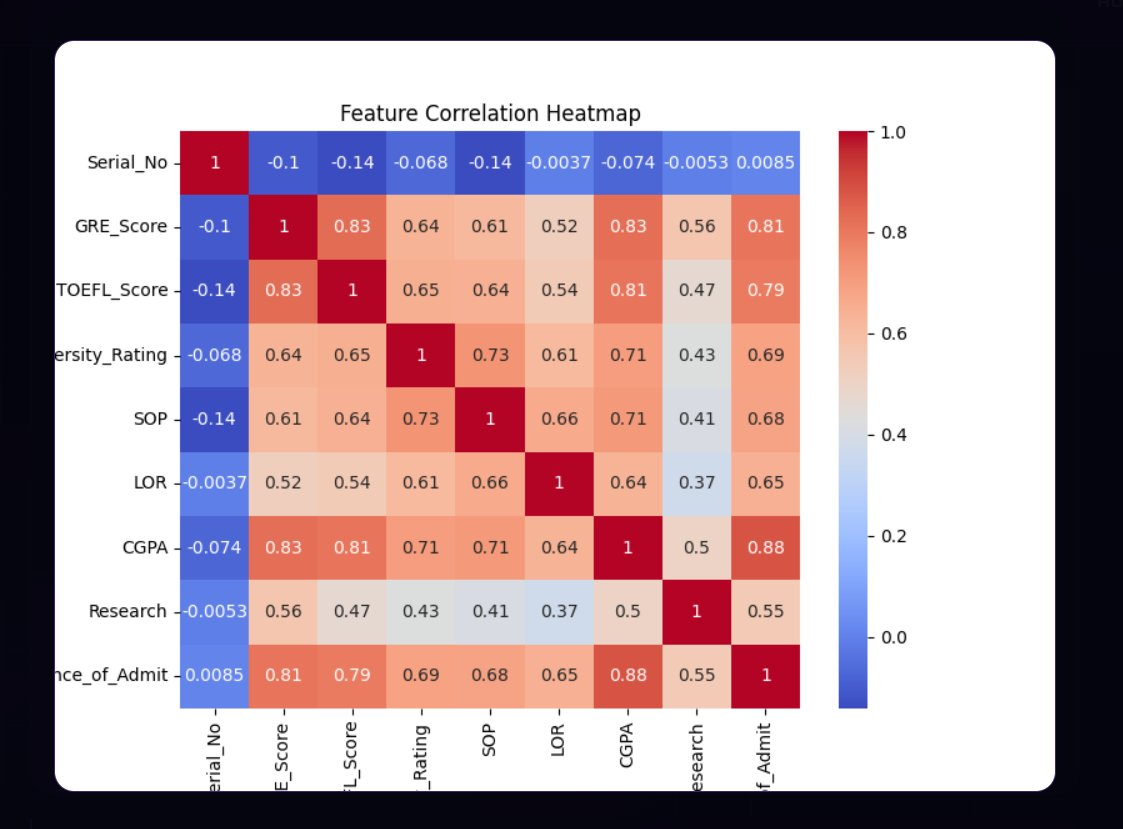 Feature Correlation Heatmap
Serial_No 1 -0.1 -0.14 -0.068 -0.14 -0.0037 -0.074 -0.0053 0.0085
GRE_Score -0.1 1 0.83 0.64 0.61 0.52 0.83 0.56 0.81
TOEFL_Score -0.14 0.83 1 0.65 0.64 0.54 0.81 0.47 0.79
ersity_Rating -0.068 0.64 0.65 1 0.73 0.61 0.71 0.43 0.69
SOP -0.14 0.61 0.64 0.73 1 0.66 0.71 0.41 0.68
LOR -0.0037 0.52 0.54 0.61 0.66 1 0.64 0.37 0.65
CGPA -0.074 0.83 0.81 0.71 0.71 0.64 1 0.5 0.88
Research -0.0053 0.56 0.47 0.43 0.41 0.37 0.5 1 0.55
nce_of_Admit 0.0085 0.81 0.79 0.69 0.68 0.65 0.88 0.55 1
erial_No E_Score FL_Score _Rating SOP LOR CGPA esearch of_Admit
1.0
0.8
0.6
0.4
0.2
0.0